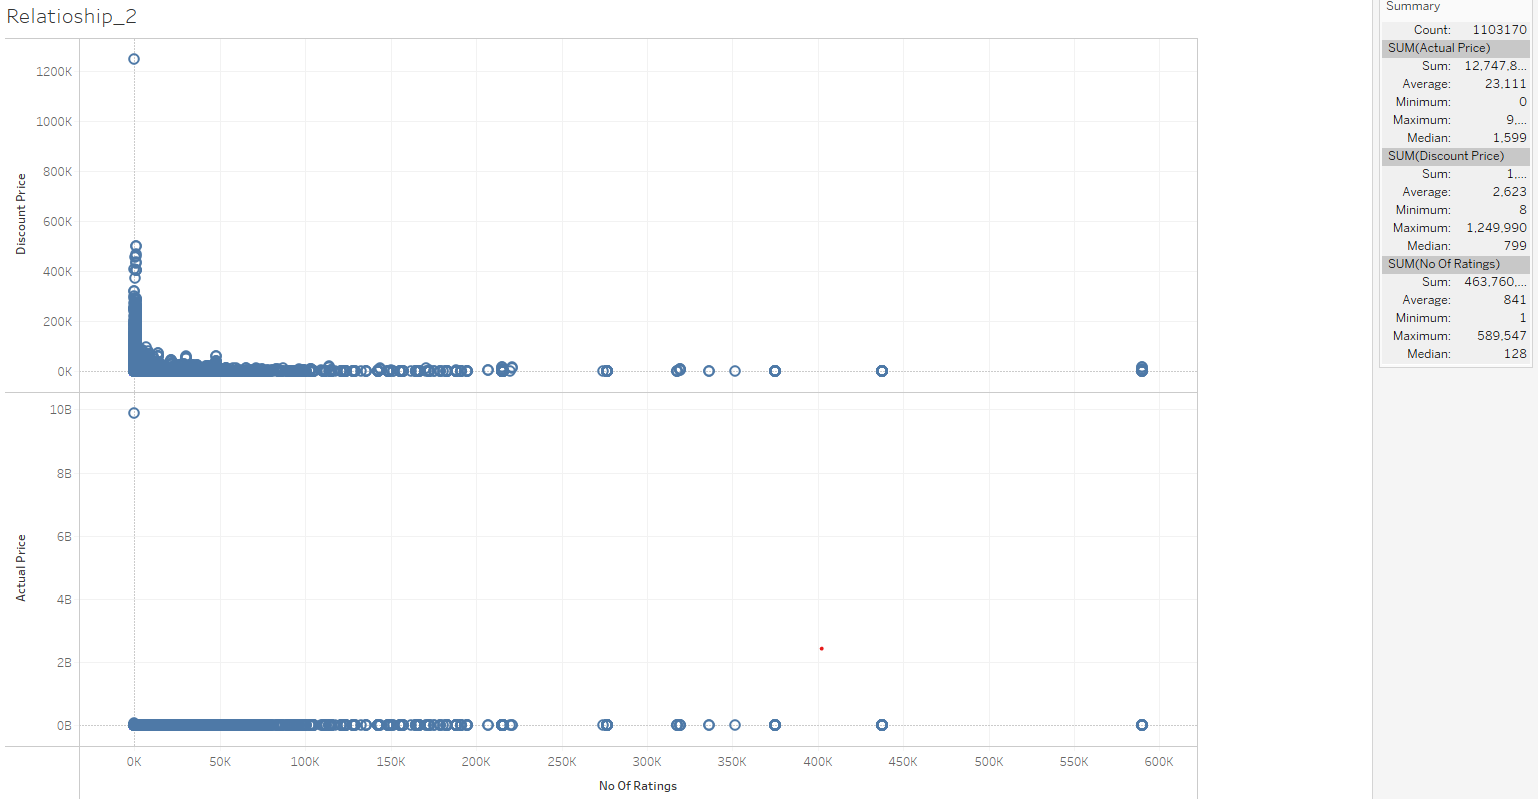 Relatioship_2
1200K
1000K
800K
600K
400K
200K
0K
Discount Price
10B
8B
6B
4B
2B
0B
Actual Price
0K 50K 100K 150K 200K 250K 300K 350K 400K 450K 500K 550K 600K
No Of Ratings
Summary
Count: 1103170
SUM(Actual Price)
Sum: 12,747,8...
Average: 23,111
Minimum: 0
Maximum: 9,...
Median: 1,599
SUM(Discount Price)
Sum: 1,...
Average: 2,623
Minimum: 8
Maximum: 1,249,990
Median: 799
SUM(No Of Ratings)
Sum: 463,760,...
Average: 841
Minimum: 1
Maximum: 589,547
Median: 128